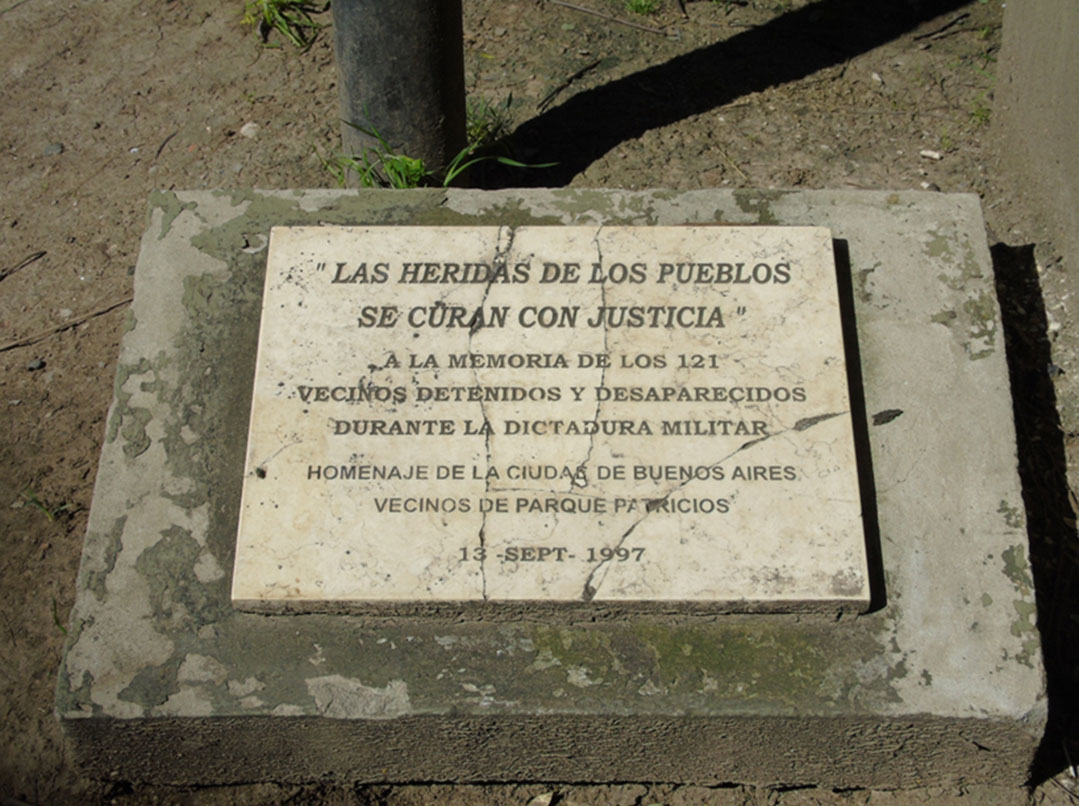 " LAS HERIDAS DE LOS PUEBLOS
SE CURAN CON JUSTICIA "
A LA MEMORIA DE LOS 121
VECINOS DETENIDOS Y DESAPARECIDOS
DURANTE LA DICTADURA MILITAR
HOMENAJE DE LA CIUDAS DE BUENOS AIRES
VECINOS DE PARQUE PATRICIOS
13 -SEPT- 1997